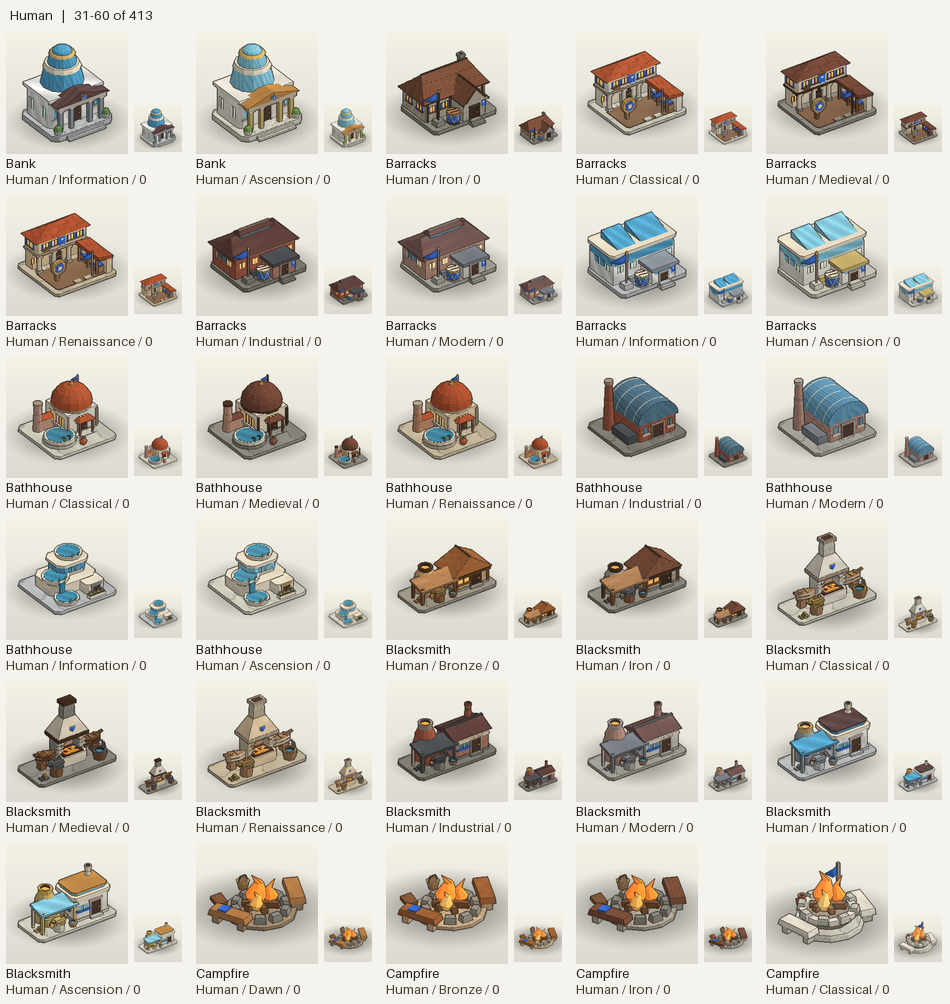 Human | 31-60 of 413
Bank
Human / Information / 0
Bank
Human / Ascension / 0
Barracks
Human / Iron / 0
Barracks
Human / Classical / 0
Barracks
Human / Medieval / 0
Barracks
Human / Renaissance / 0
Barracks
Human / Industrial / 0
Barracks
Human / Modern / 0
Barracks
Human / Information / 0
Barracks
Human / Ascension / 0
Bathhouse
Human / Classical / 0
Bathhouse
Human / Medieval / 0
Bathhouse
Human / Renaissance / 0
Bathhouse
Human / Industrial / 0
Bathhouse
Human / Modern / 0
Bathhouse
Human / Information / 0
Bathhouse
Human / Ascension / 0
Blacksmith
Human / Bronze / 0
Blacksmith
Human / Iron / 0
Blacksmith
Human / Classical / 0
Blacksmith
Human / Medieval / 0
Blacksmith
Human / Renaissance / 0
Blacksmith
Human / Industrial / 0
Blacksmith
Human / Modern / 0
Blacksmith
Human / Information / 0
Blacksmith
Human / Ascension / 0
Campfire
Human / Dawn / 0
Campfire
Human / Bronze / 0
Campfire
Human / Iron / 0
Campfire
Human / Classical / 0